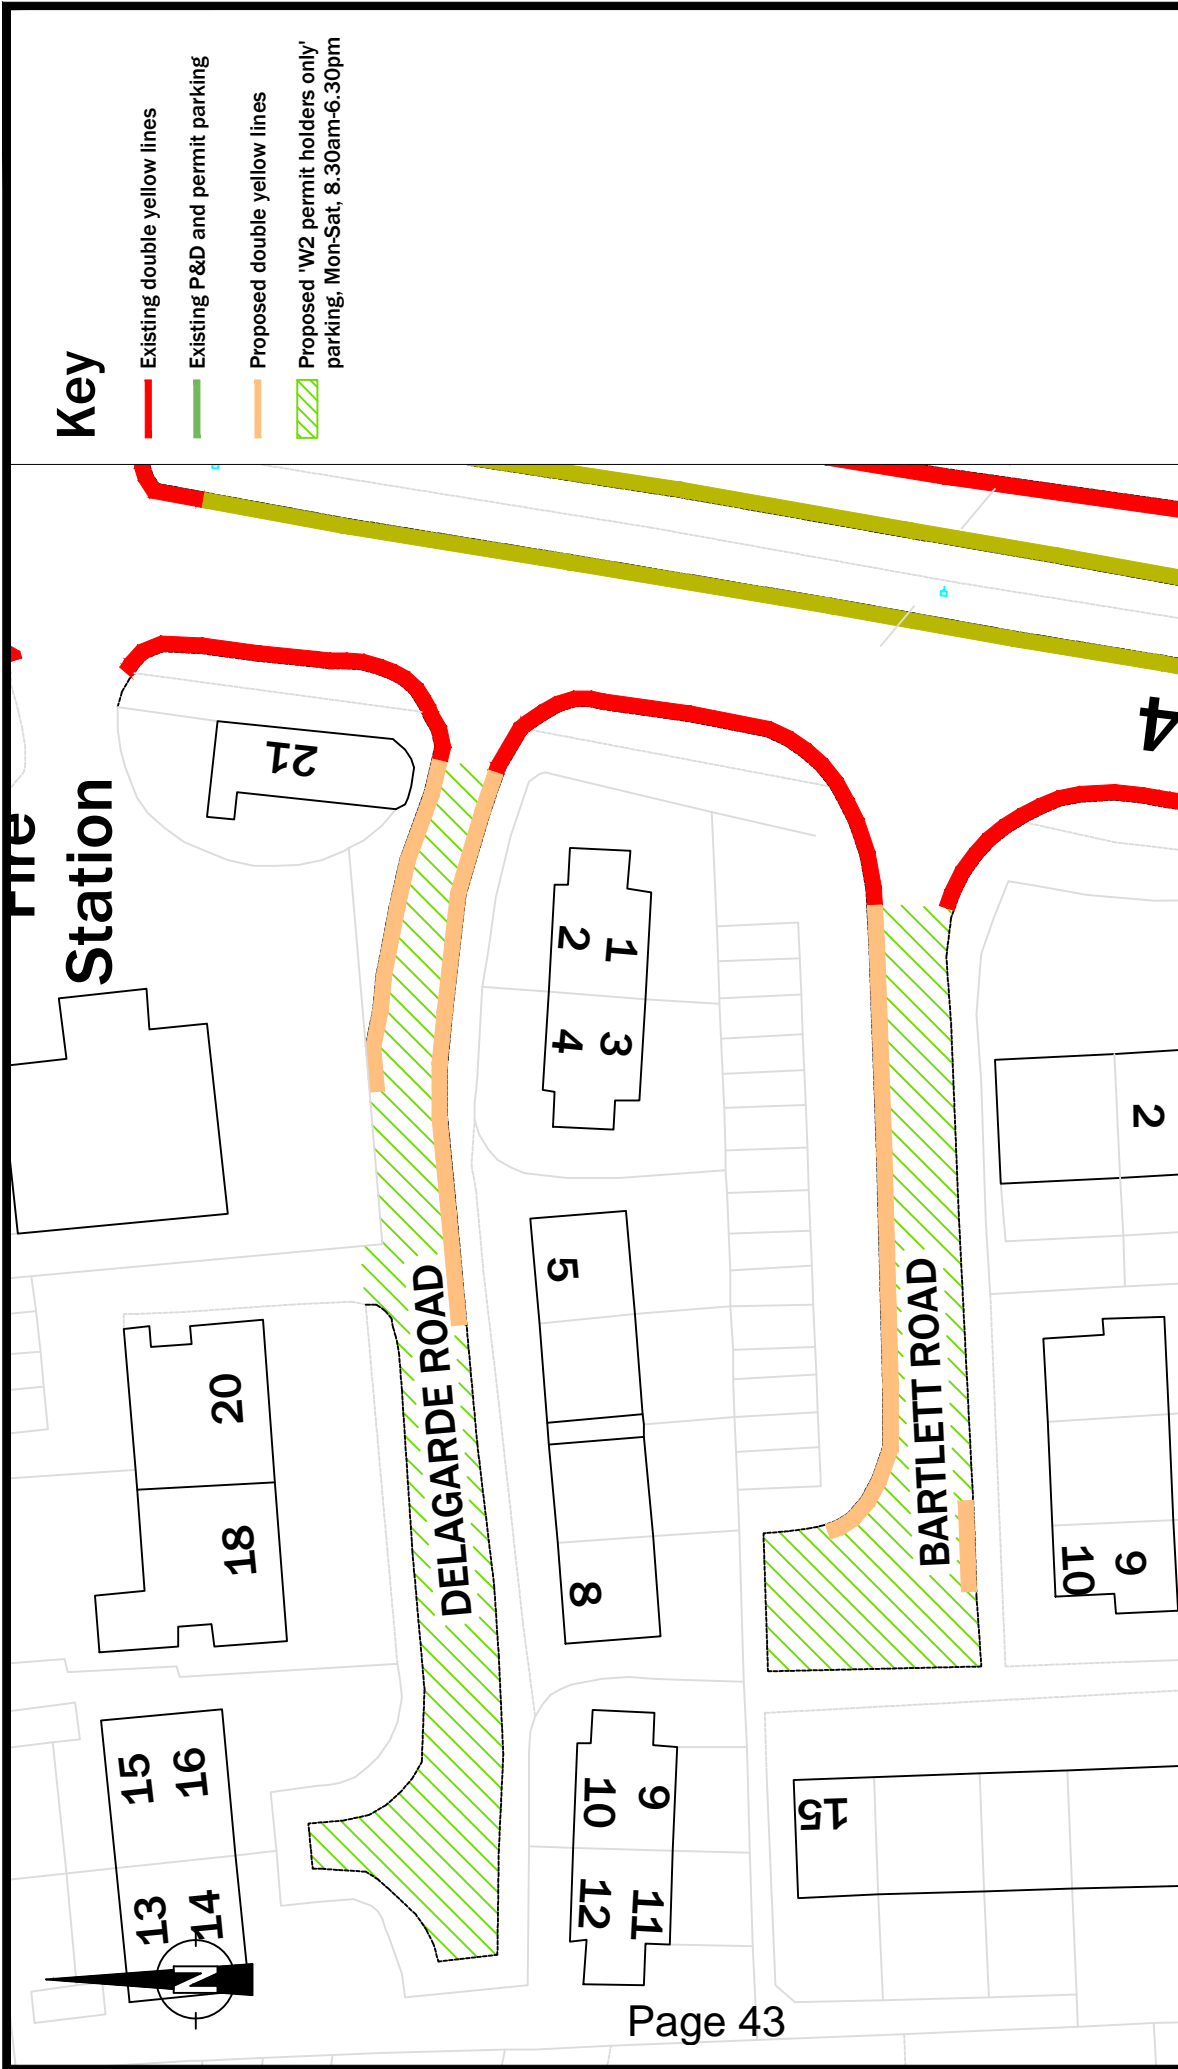 Key
Existing double yellow lines
Existing P&D and permit parking
Proposed double yellow lines
Proposed 'W2 permit holders only'
parking, Mon-Sat, 8.30am-6.30pm
Station
21
4
1
2
3
4
2
5
8
20
18
DELAGARDE ROAD
BARTLETT ROAD
10
9
15
16
13
14
10
9
12
11
15
N
Page 43